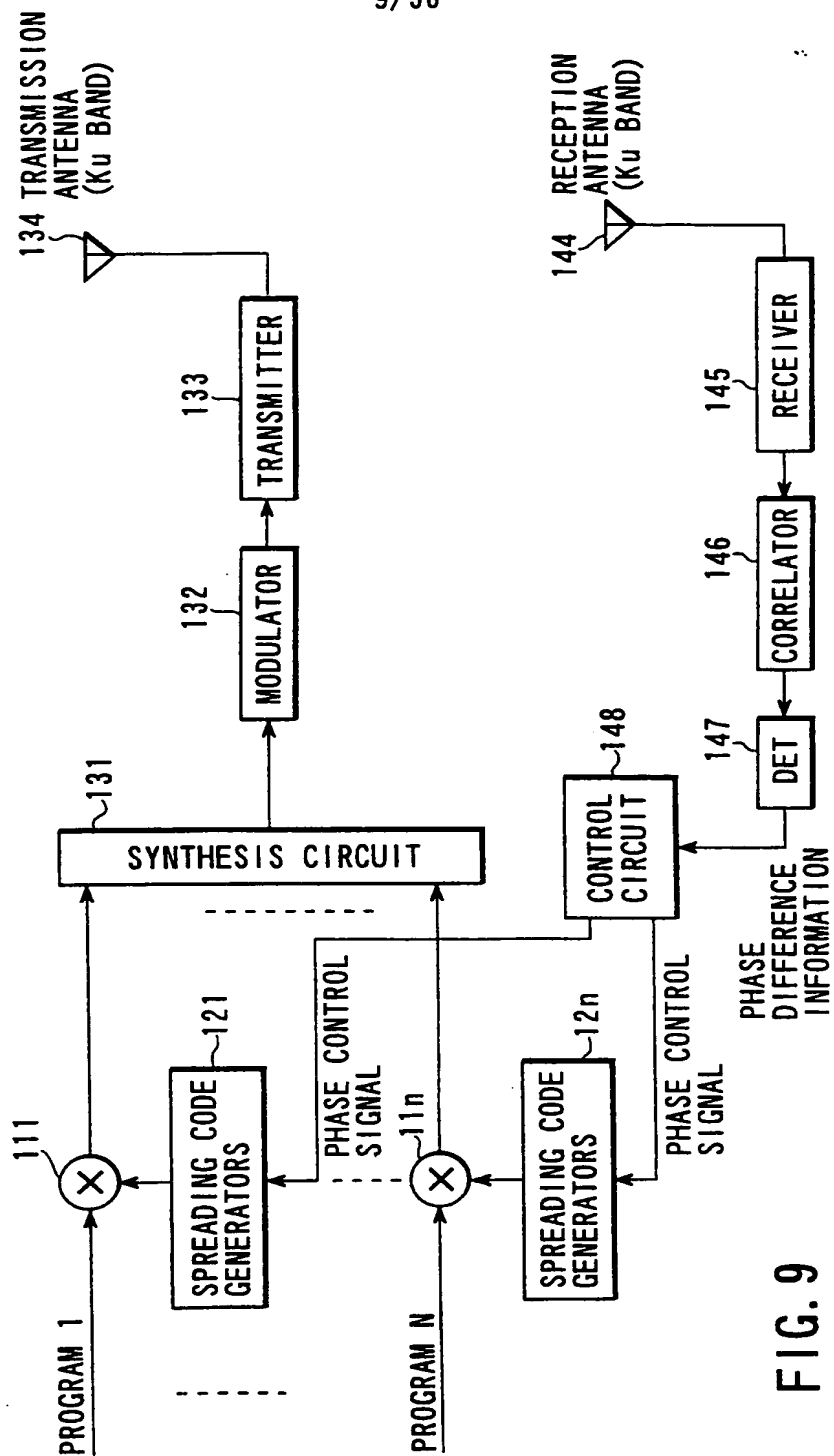 134 TRANSMISSION
ANTENNA
(Ku BAND)
133
TRANSMITTER
132
MODULATOR
131
SYNTHESIS CIRCUIT
111
PROGRAM 1
121
SPREADING CODE
GENERATORS
PHASE CONTROL
SIGNAL
11n
PROGRAM N
12n
SPREADING CODE
GENERATORS
PHASE CONTROL
SIGNAL
148
CONTROL
CIRCUIT
PHASE
DIFFERENCE
INFORMATION
147
DET
146
CORRELATOR
145
RECEIVER
144
RECEPTION
ANTENNA
(Ku BAND)
FIG. 9